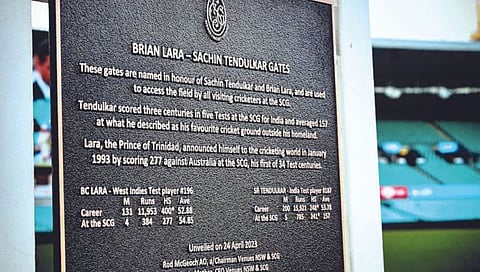 BRIAN LARA – SACHIN TENDULKAR GATES
These gates are named in honour of Sachin Tendulkar and Brian Lara, and are used
to access the field by all visiting cricketers at the SCG.
Tendulkar scored three centuries in five Tests at the SCG for India and averaged 157
at what he described as his favourite cricket ground outside his homeland.
Lara, the Prince of Trinidad, announced himself to the cricketing world in January
1993 by scoring 277 against Australia at the SCG, his first of 34 Test centuries.
BC LARA - West Indies Test player #196 SR TENDULKAR - India Test player #187
M Runs HS Ave M Runs HS Ave
Career 131 11,953 400* 52.88 Career 200 15,921 248* 53.78
At the SCG 4 384 277 54.85 At the SCG 5 785 241* 157
Unveiled on 24 April 2023
Rod McGeoch AO, a/Chairman Venues NSW &
CEO Venues NSW & SCG